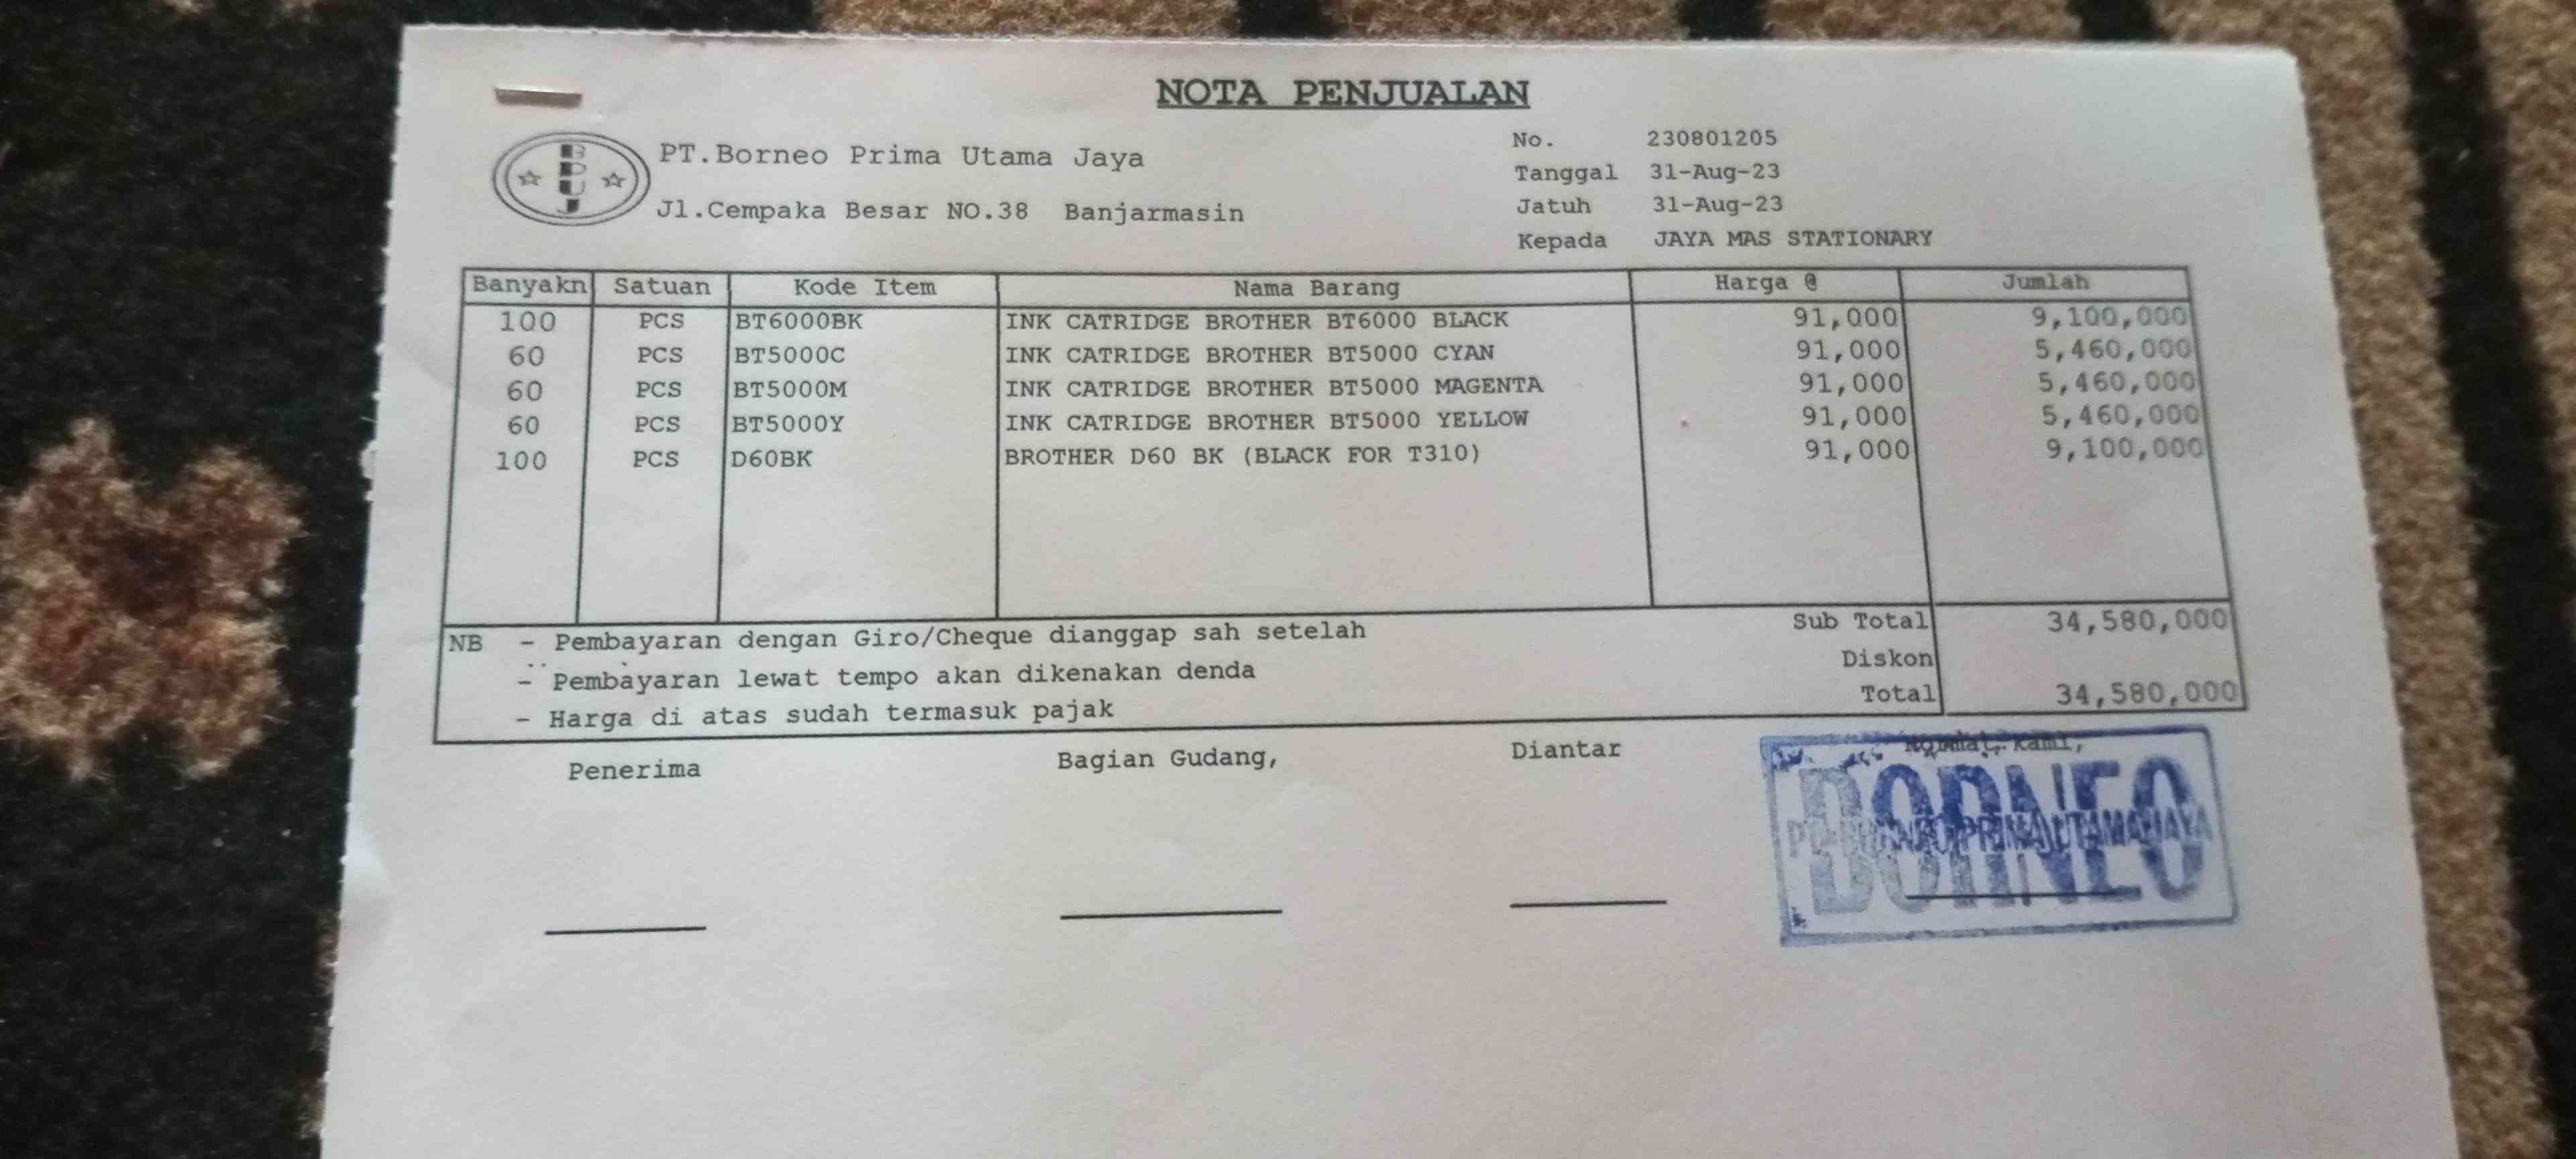 NOTA PENJUALAN
BPUJ
PT.Borneo Prima Utama Jaya
Jl.Cempaka Besar NO.38 Banjarmasin
No. 230801205
Tanggal 31-Aug-23
Jatuh 31-Aug-23
Kepada JAYA MAS STATIONARY
Banyakn Satuan Kode Item Nama Barang Harga @ Jumlah
100 PCS BT6000BK INK CATRIDGE BROTHER BT6000 BLACK 91,000 9,100,000
60 PCS BT5000C INK CATRIDGE BROTHER BT5000 CYAN 91,000 5,460,000
60 PCS BT5000M INK CATRIDGE BROTHER BT5000 MAGENTA 91,000 5,460,000
60 PCS BT5000Y INK CATRIDGE BROTHER BT5000 YELLOW 91,000 5,460,000
100 PCS D60BK BROTHER D60 BK (BLACK FOR T310) 91,000 9,100,000
NB - Pembayaran dengan Giro/Cheque dianggap sah setelah
- Pembayaran lewat tempo akan dikenakan denda
- Harga di atas sudah termasuk pajak
Sub Total 34,580,000
Diskon
Total 34,580,000
Penerima Bagian Gudang, Diantar Hormat Kami,
BORNEO
PT. BORNEO PRIMA UTAMA JAYA